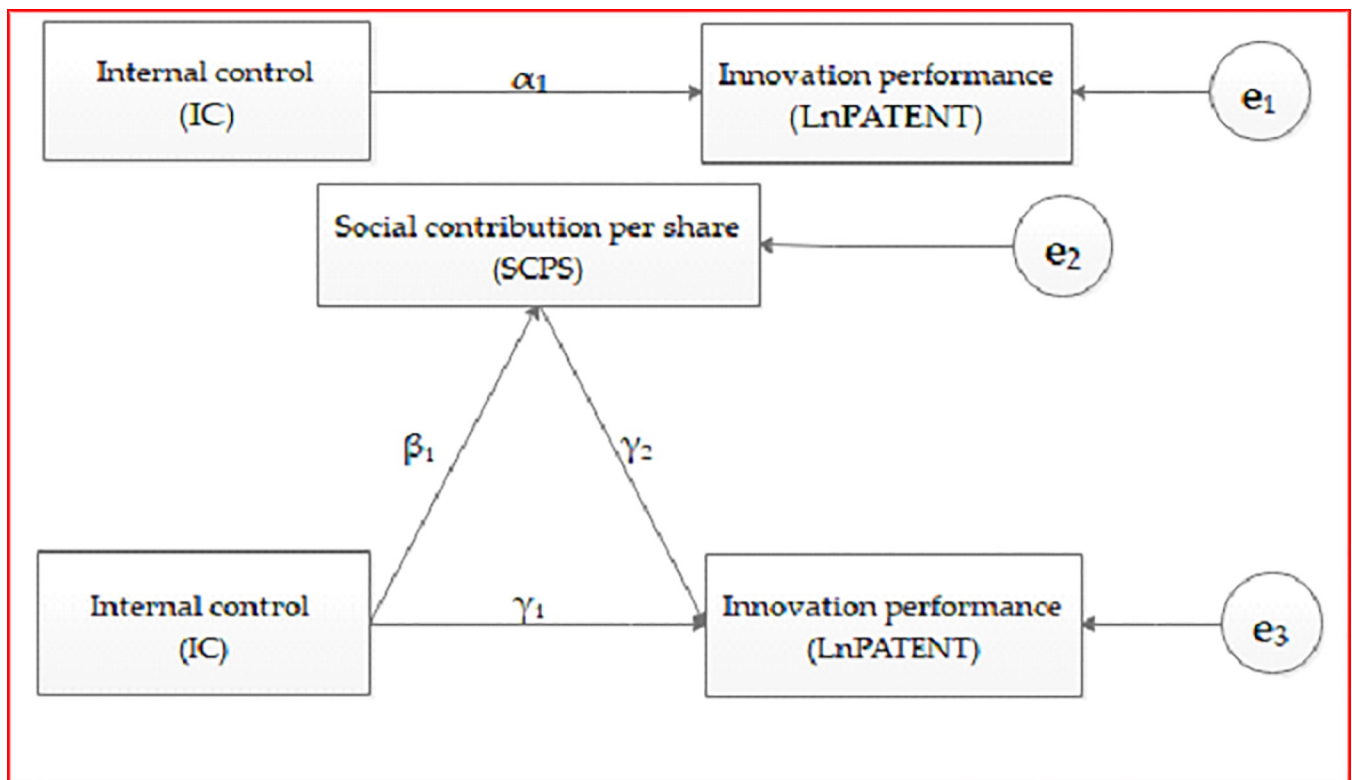 Internal control
(IC)
α₁
Innovation performance
(LnPATENT)
e₁
Social contribution per share
(SCPS)
e₂
β₁
γ₂
Internal control
(IC)
γ₁
Innovation performance
(LnPATENT)
e₃